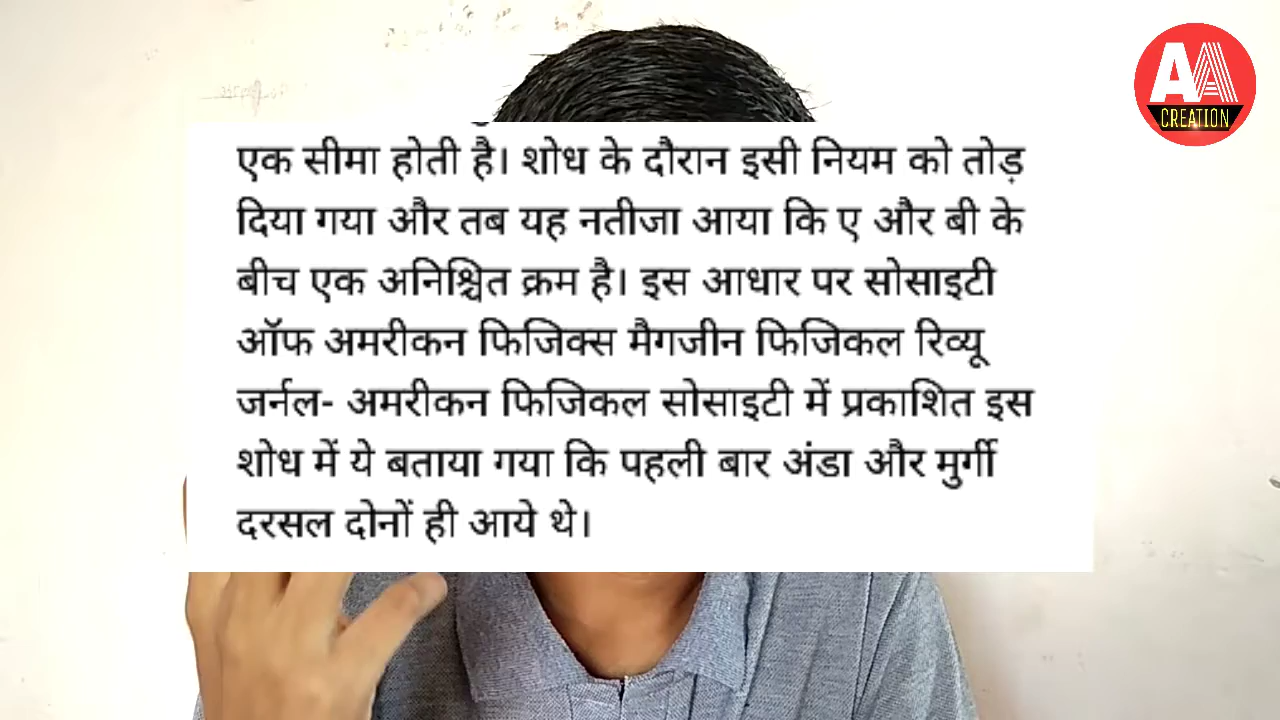 एक सीमा होती है। शोध के दौरान इसी नियम को तोड़
दिया गया और तब यह नतीजा आया कि ए और बी के
बीच एक अनिश्चित क्रम है। इस आधार पर सोसाइटी
ऑफ अमरीकन फिजिक्स मैगजीन फिजिकल रिव्यू
जर्नल- अमरीकन फिजिकल सोसाइटी में प्रकाशित इस
शोध में ये बताया गया कि पहली बार अंडा और मुर्गी
दरसल दोनों ही आये थे।
AA
CREATION